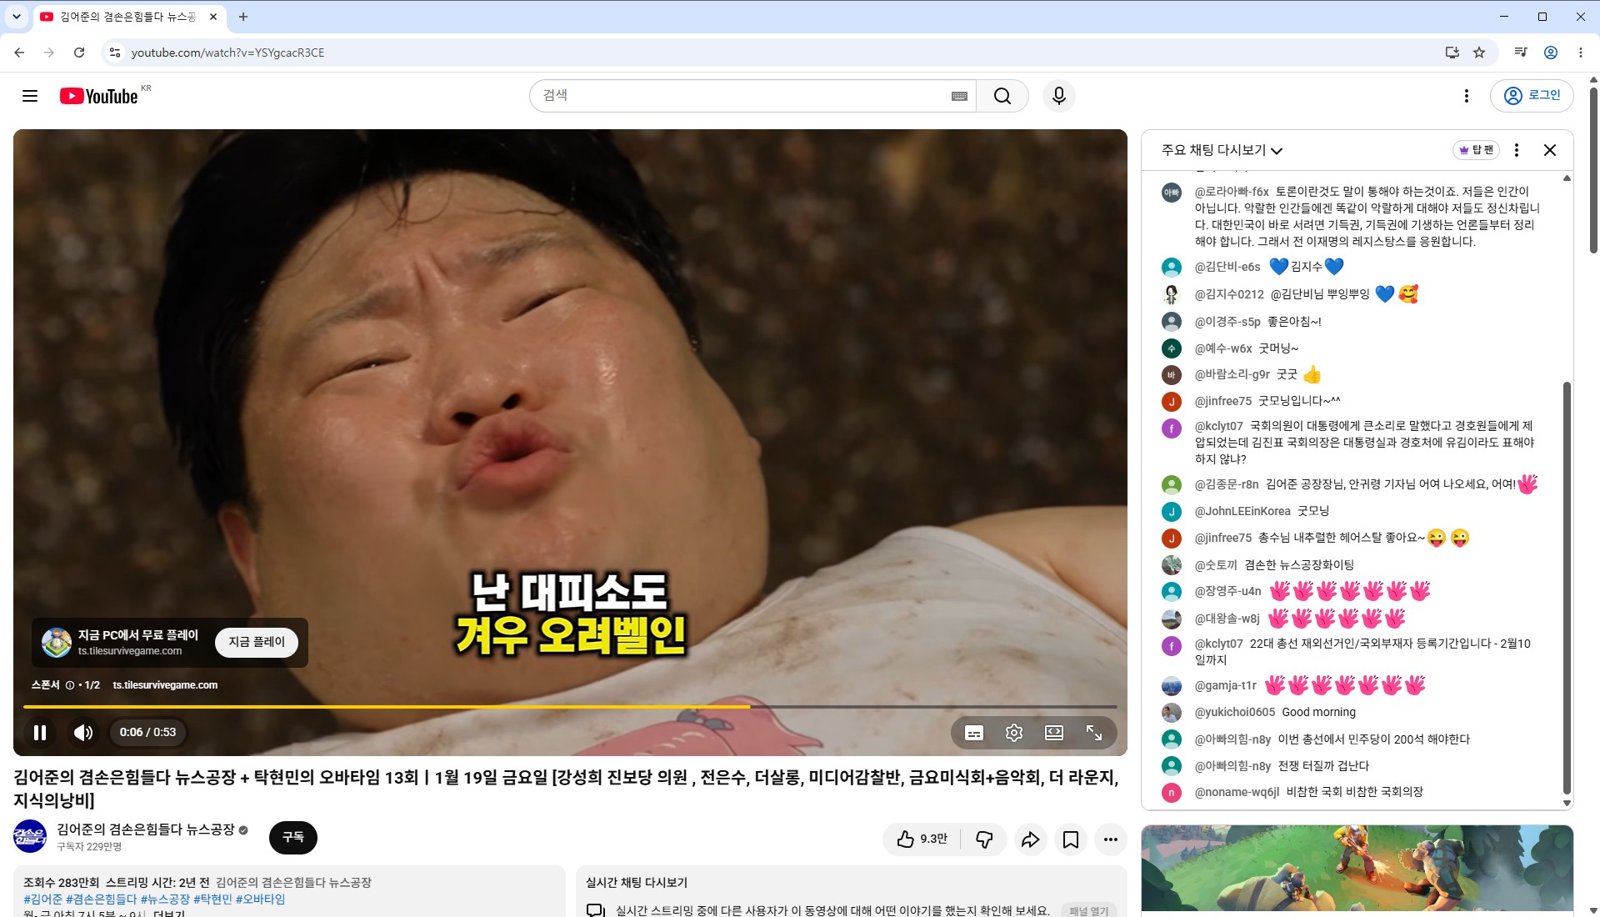 김어준의 겸손은힘들다 뉴스공
youtube.com/watch?v=YSYgcacR3CE
YouTube KR
검색
로그인
난 대피소도
겨우 오려벨인
지금 PC에서 무료 플레이
ts.tilesurvivegame.com
지금 플레이
스폰서 • 1/2 ts.tilesurvivegame.com
0:06 / 0:53
김어준의 겸손은힘들다 뉴스공장 + 탁현민의 오바타임 13회ㅣ1월 19일 금요일 [강성희 진보당 의원 , 전은수, 더살롱, 미디어감찰반, 금요미식회+음악회, 더 라운지,
지식의낭비]
겸손은
힘들다
김어준의 겸손은힘들다 뉴스공장
구독자 229만명
구독
9.3만
조회수 283만회 스트리밍 시간: 2년 전 김어준의 겸손은힘들다 뉴스공장
#김어준 #겸손은힘들다 #뉴스공장 #탁현민 #오바타임
월-금 아침 7시 5분 ~ 9시 더보기
실시간 채팅 다시보기
실시간 스트리밍 중에 다른 사용자가 이 동영상에 대해 어떤 이야기를 했는지 확인해 보세요.
패널 열기
주요 채팅 다시보기
탑 팬
아빠 @로라아빠-f6x 토론이란것도 말이 통해야 하는것이죠. 저들은 인간이
아닙니다. 악랄한 인간들에겐 똑같이 악랄하게 대해야 저들도 정신차립니
다. 대한민국이 바로 서려면 기득권, 기득권에 기생하는 언론들부터 정리
해야 합니다. 그래서 전 이재명의 레지스탕스를 응원합니다.
@김단비-e6s 💙김지수💙
@김지수0212 @김단비님 뿌잉뿌잉 💙🥰
@이경주-s5p 좋은아침~!
수 @예수-w6x 굿머닝~
바 @바람소리-g9r 굿굿 👍
J @jinfree75 굿모닝입니다~^^
f @kclyt07 국회의원이 대통령에게 큰소리로 말했다고 경호원들에게 제
압되었는데 김진표 국회의장은 대통령실과 경호처에 유김이라도 표해야
하지 않냐?
@김종문-r8n 김어준 공장장님, 안귀령 기자님 어여 나오세요, 어여!
J @JohnLEEinKorea 굿모닝
J @jinfree75 총수님 내추럴한 헤어스탈 좋아요~😜😜
@숫토끼 겸손한 뉴스공장화이팅
@장영주-u4n
@대왕솔-w8j
f @kclyt07 22대 총선 재외선거인/국외부재자 등록기간입니다 - 2월10
일까지
@gamja-t1r
@yukichoi0605 Good morning
@아빠의힘-n8y 이번 총선에서 민주당이 200석 해야한다
@아빠의힘-n8y 전쟁 터질까 겁난다
n @noname-wq6jl 비참한 국회 비참한 국회의장